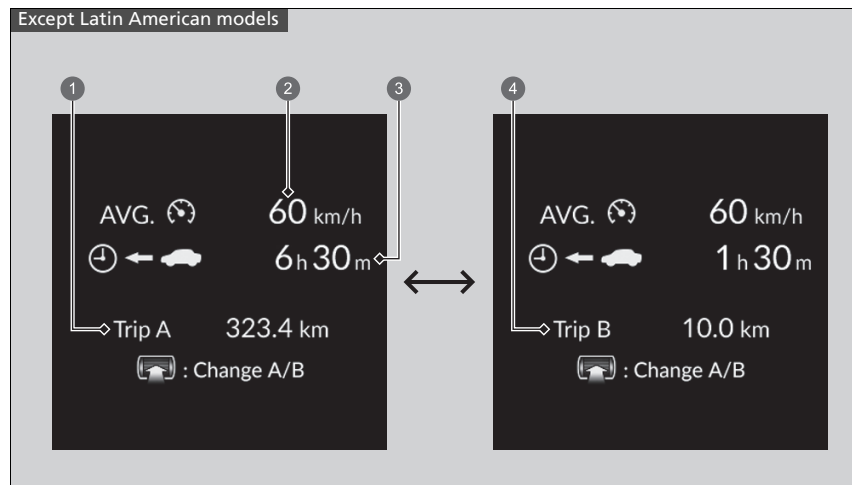 Except Latin American models
1 2 3 4
AVG. 60 km/h
6 h 30 m
Trip A 323.4 km
: Change A/B
AVG. 60 km/h
1 h 30 m
Trip B 10.0 km
: Change A/B